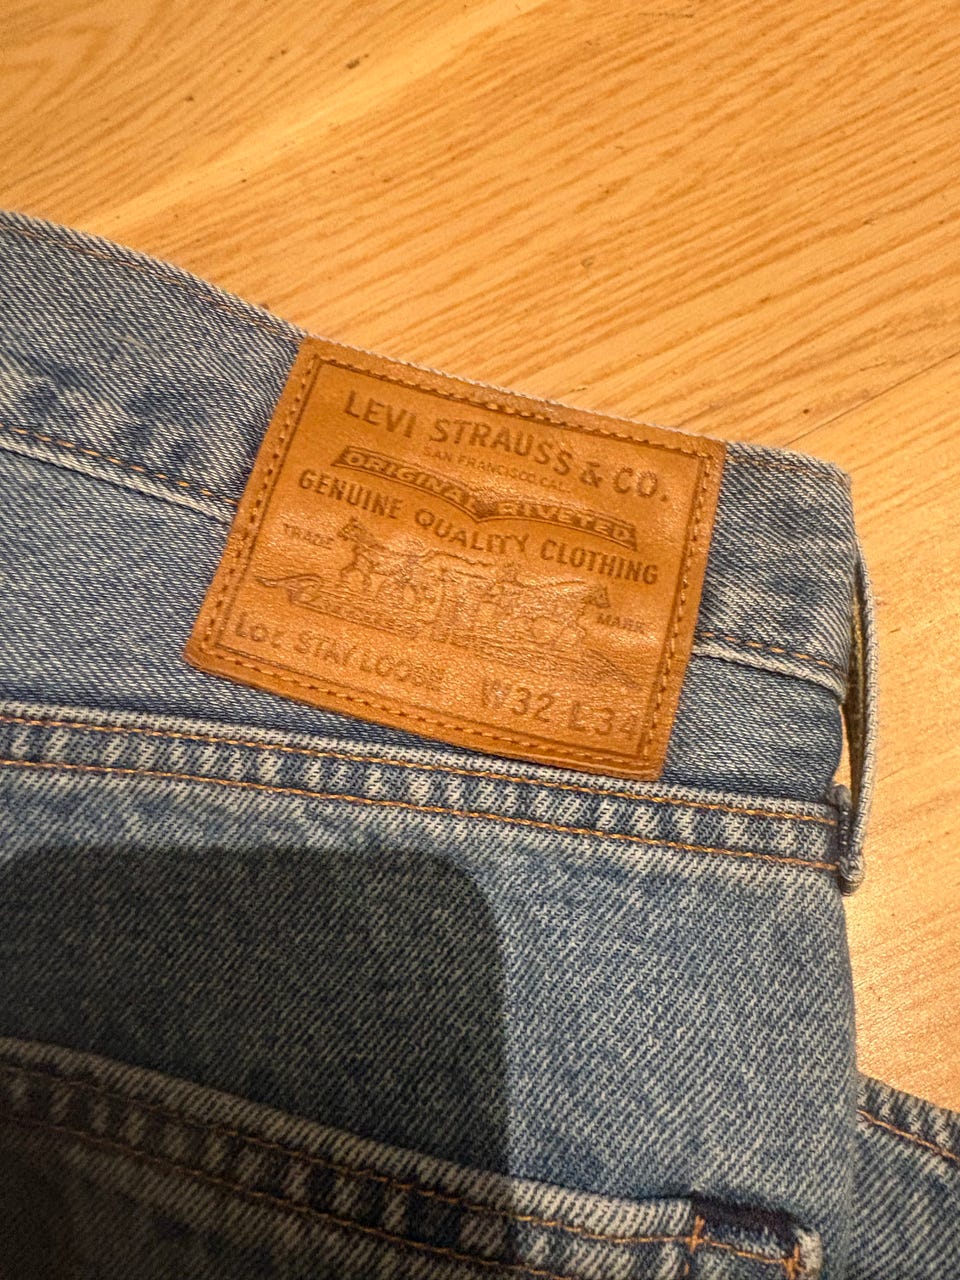 LEVI STRAUSS & CO.
SAN FRANCISCO, CAL.
ORIGINAL RIVETED
GENUINE QUALITY CLOTHING
TRADE MARK
Lot STAY LOOSE W32 L34